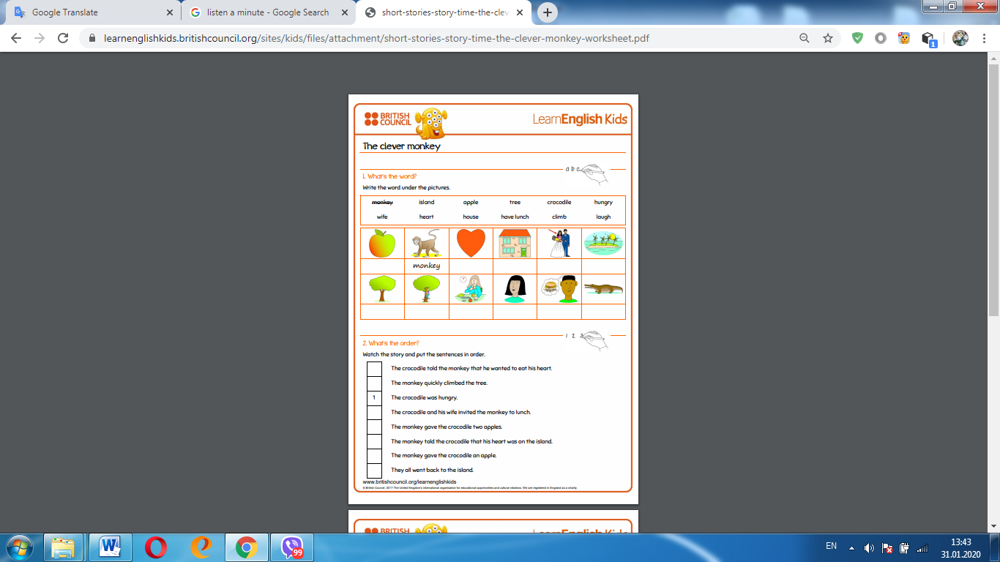 Google Translate
listen a minute - Google Search
short-stories-story-time-the-clev
learnenglishkids.britishcouncil.org/sites/kids/files/attachment/short-stories-story-time-the-clever-monkey-worksheet.pdf
1
BRITISH COUNCIL
LearnEnglish Kids
The clever monkey
a b c
1. What's the word?
Write the word under the pictures.
monkey island apple tree crocodile hungry
wife heart house have lunch climb laugh
monkey
1 2 3
2. What's the order?
Watch the story and put the sentences in order.
The crocodile told the monkey that he wanted to eat his heart.
The monkey quickly climbed the tree.
1 The crocodile was hungry.
The crocodile and his wife invited the monkey to lunch.
The monkey gave the crocodile two apples.
The monkey told the crocodile that his heart was on the island.
The monkey gave the crocodile an apple.
They all went back to the island.
www.britishcouncil.org/learnenglishkids
© British Council, 2017 The United Kingdom's international organisation for educational opportunities and cultural relations. We are registered in England as a charity.
BRITISH
LearnEnglish Kids
99
EN
13:43
31.01.2020